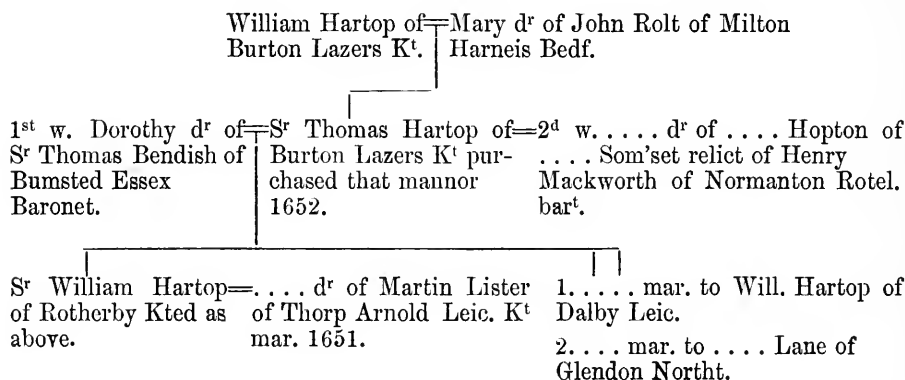 William Hartop of=Mary dʳ of John Rolt of Milton
Burton Lazers Kᵗ. Harneis Bedf.
1ˢᵗ w. Dorothy dʳ of=Sʳ Thomas Hartop of=2ᵈ w. . . . . dʳ of . . . . Hopton of
Sʳ Thomas Bendish of Burton Lazers Kᵗ pur- . . . . Som'set relict of Henry
Bumsted Essex chased that mannor Mackworth of Normanton Rotel.
Baronet. 1652. barᵗ.
Sʳ William Hartop=. . . . dʳ of Martin Lister 1. . . . . mar. to Will. Hartop of
of Rotherby Kted as of Thorp Arnold Leic. Kᵗ Dalby Leic.
above. mar. 1651. 2. . . . mar. to . . . . Lane of
Glendon Northt.